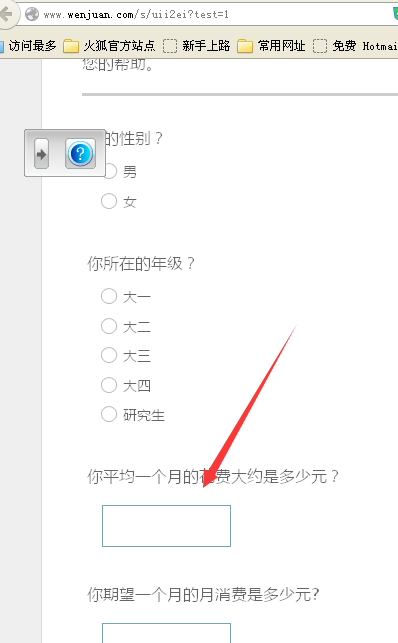 www.wenjuan.com/s/uii2ei?test=1
访问最多 火狐官方站点 新手上路 常用网址 免费 Hotmai
您的帮助。
的性别？
男
女
你所在的年级？
大一
大二
大三
大四
研究生
你平均一个月的花费大约是多少元？
你期望一个月的月消费是多少元？